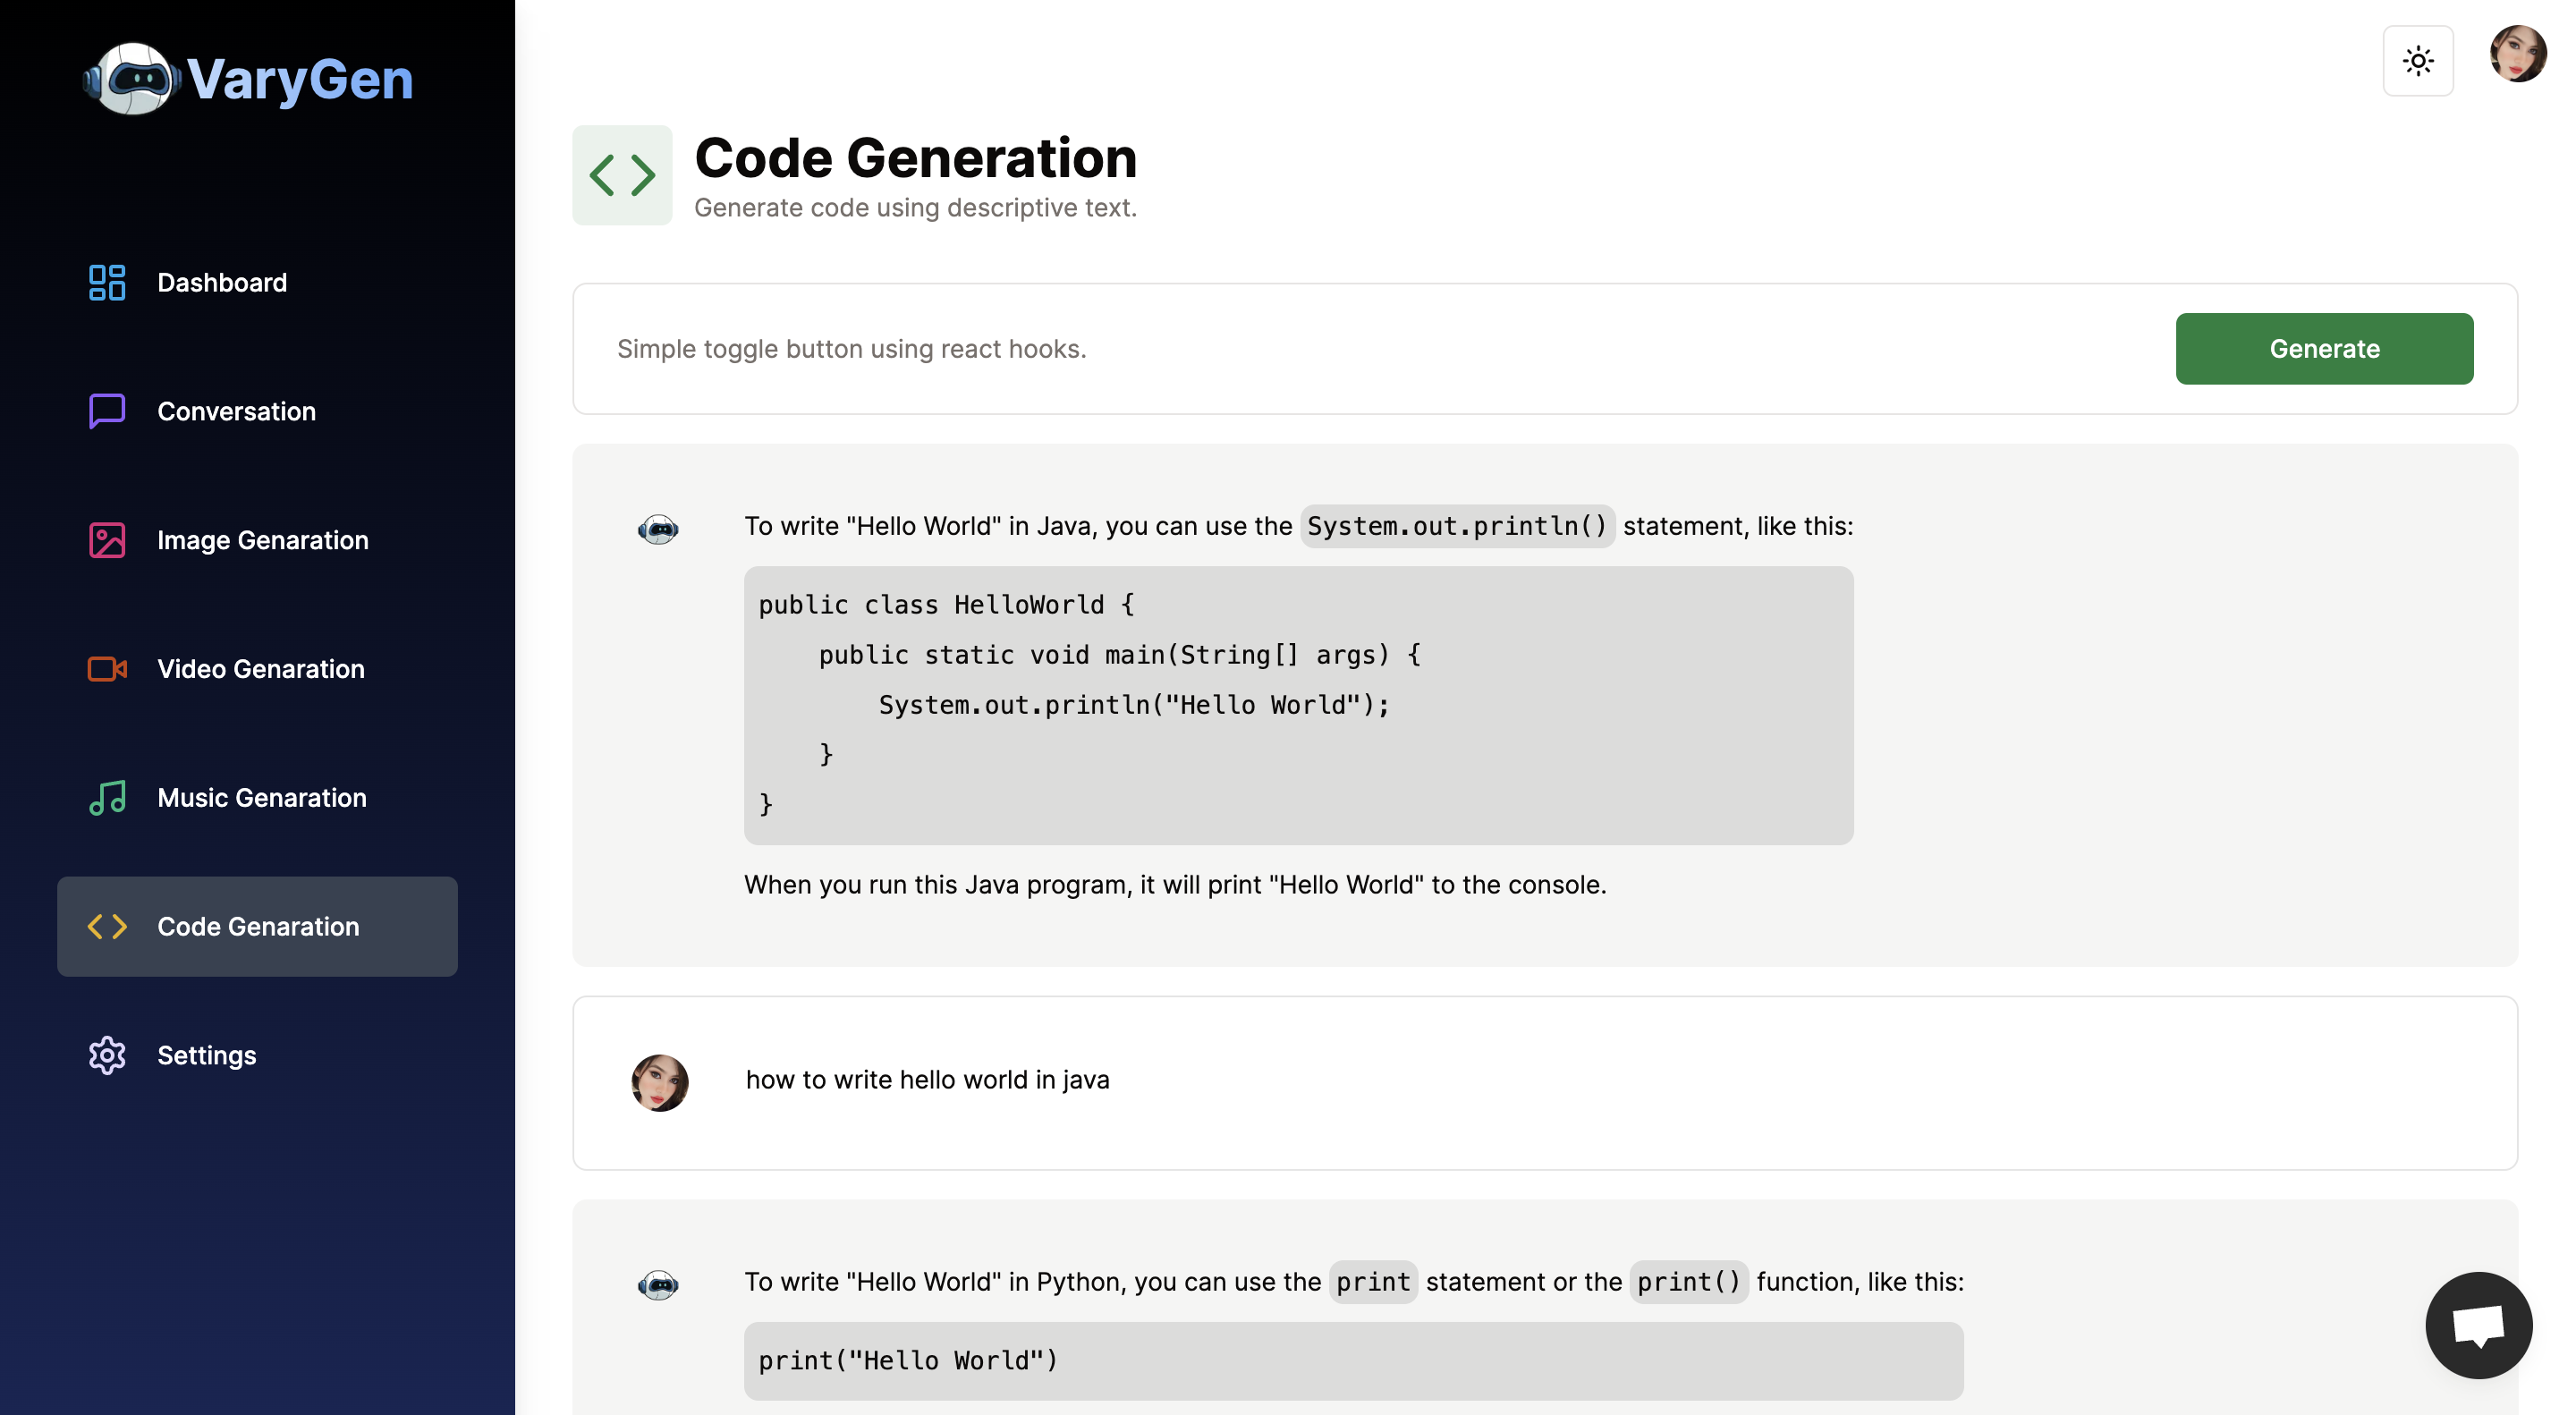 VaryGen
Dashboard
Conversation
Image Genaration
Video Genaration
Music Genaration
Code Genaration
Settings
Code Generation
Generate code using descriptive text.
Simple toggle button using react hooks.
Generate
To write "Hello World" in Java, you can use the System.out.println() statement, like this:
public class HelloWorld {
    public static void main(String[] args) {
        System.out.println("Hello World");
    }
}
When you run this Java program, it will print "Hello World" to the console.
how to write hello world in java
To write "Hello World" in Python, you can use the print statement or the print() function, like this:
print("Hello World")